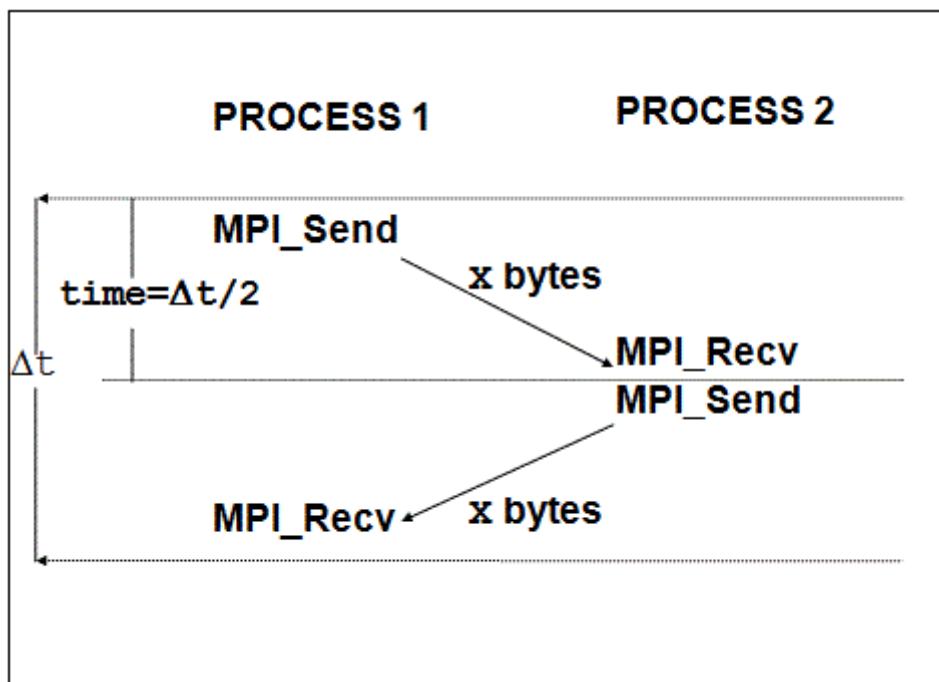 PROCESS 1
PROCESS 2
MPI_Send
x bytes
time=Δt/2
MPI_Recv
Δt
MPI_Send
MPI_Recv
x bytes